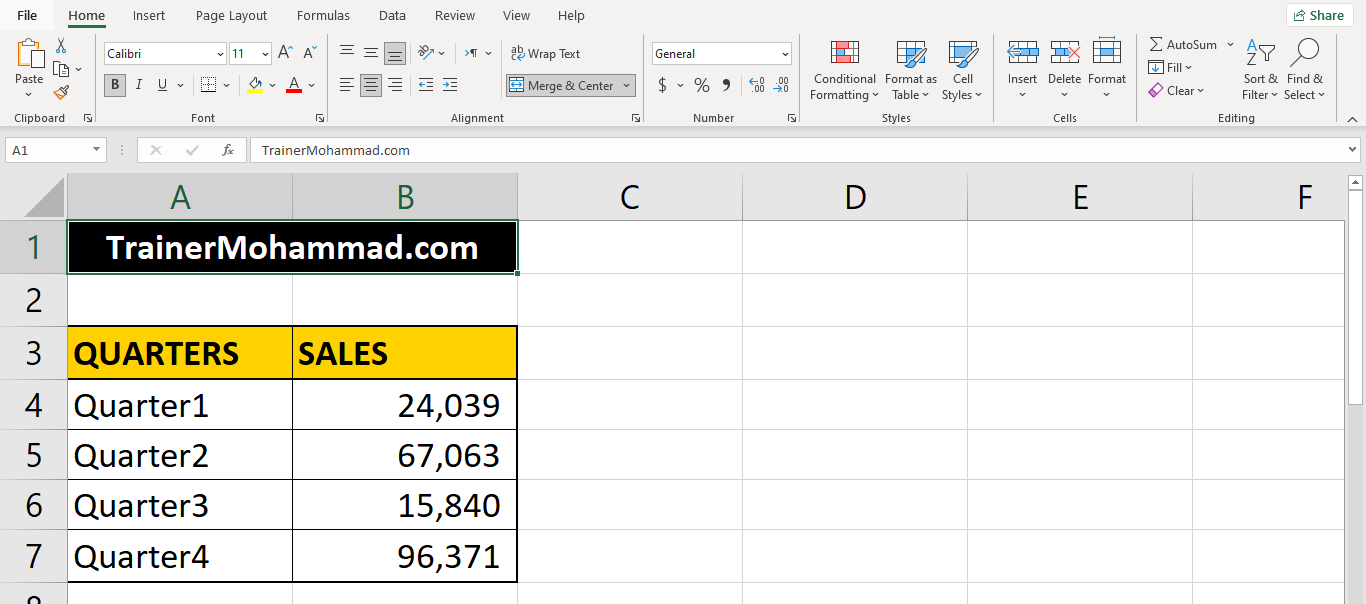 File Home Insert Page Layout Formulas Data Review View Help Share
Calibri 11 Wrap Text General AutoSum
Paste B I U Merge & Center $ % Conditional Formatting Format as Table Cell Styles Insert Delete Format Fill Clear Sort & Filter Find & Select
Clipboard Font Alignment Number Styles Cells Editing
A1 fx TrainerMohammad.com
A B C D E F
1 TrainerMohammad.com
2
3 QUARTERS SALES
4 Quarter1 24,039
5 Quarter2 67,063
6 Quarter3 15,840
7 Quarter4 96,371